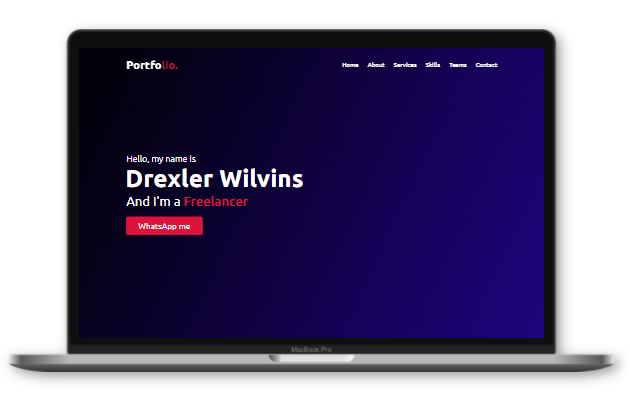 Portfolio.
Home About Services Skills Teams Contact
Hello, my name is
Drexler Wilvins
And I'm a Freelancer
WhatsApp me
MacBook Pro